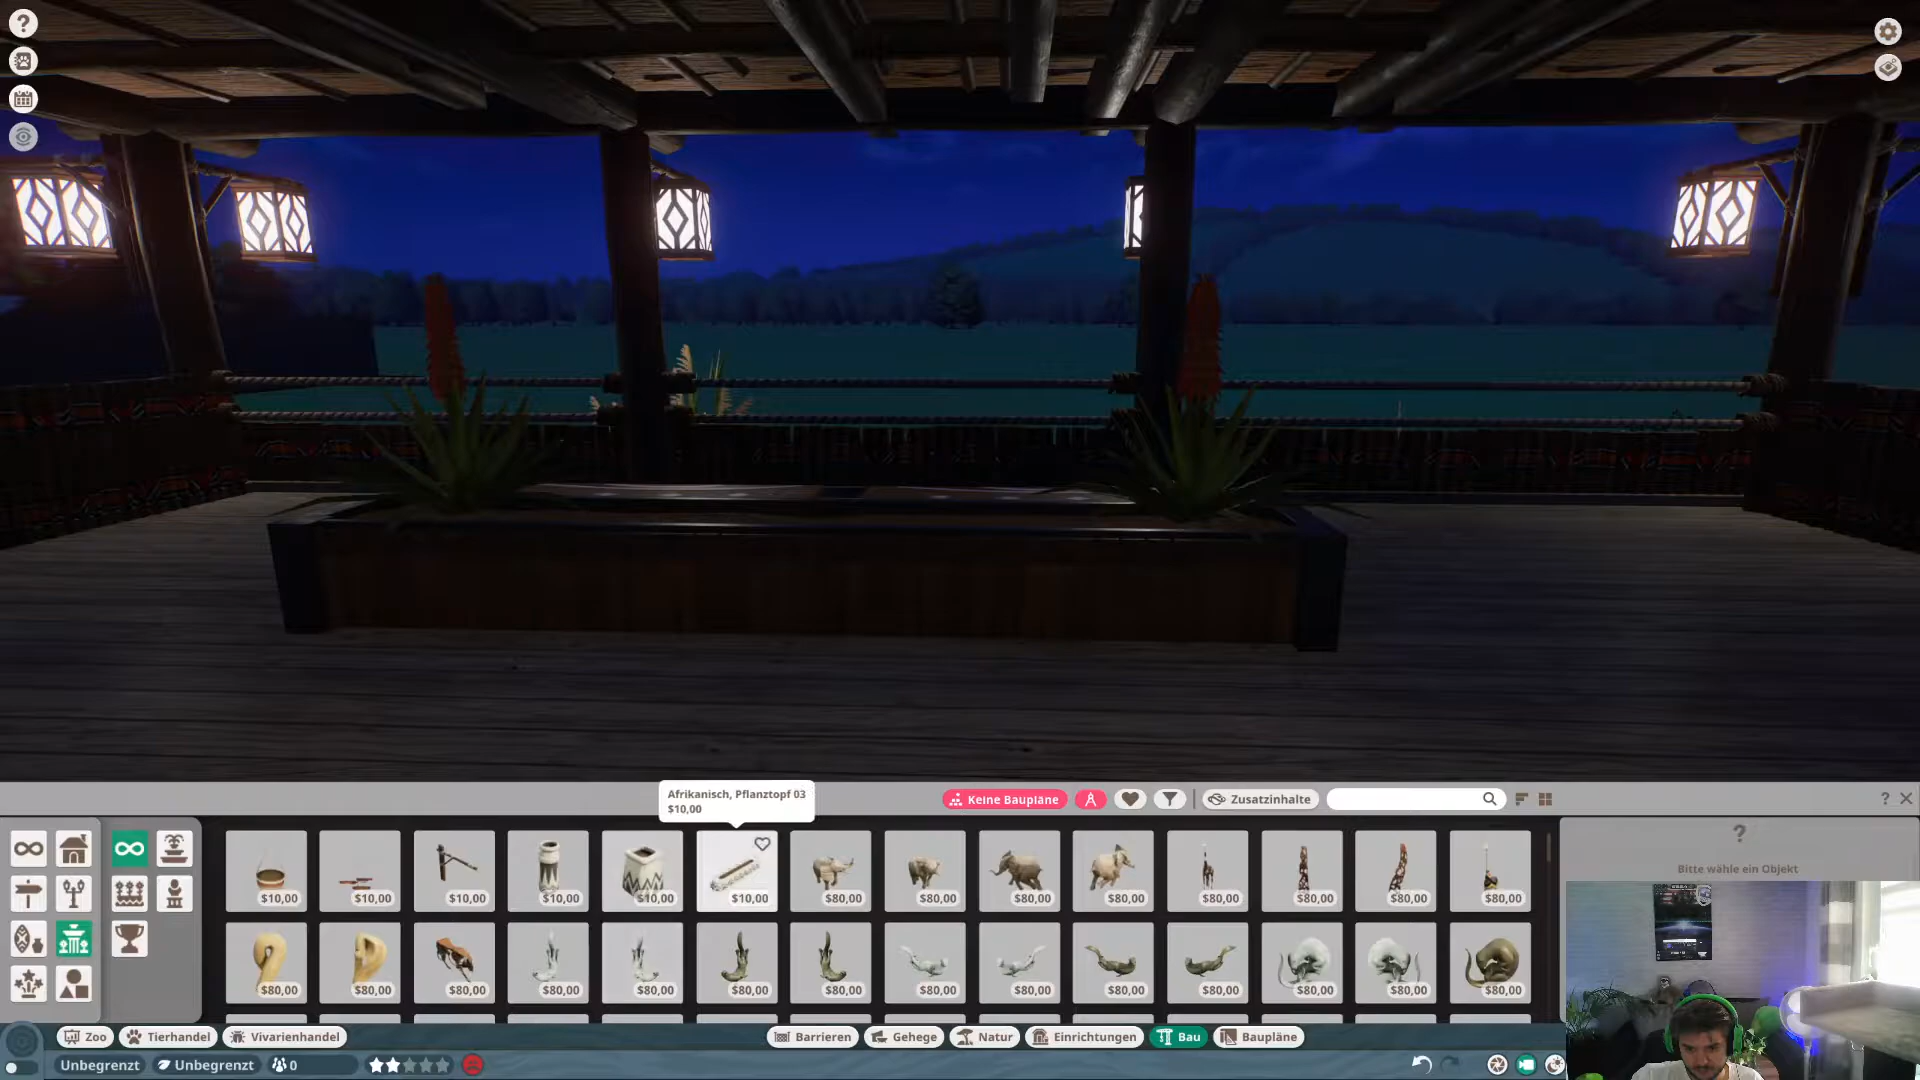 Afrikanisch, Pflanztopf 03
$10,00
Keine Baupläne
Zusatzinhalte
?
?
?
Bitte wähle ein Objekt
$10,00 $10,00 $10,00 $10,00 $10,00 $10,00 $80,00 $80,00 $80,00 $80,00 $80,00 $80,00 $80,00 $80,00
$80,00 $80,00 $80,00 $80,00 $80,00 $80,00 $80,00 $80,00 $80,00 $80,00 $80,00 $80,00 $80,00 $80,00
Zoo Tierhandel Vivarienhandel Barrieren Gehege Natur Einrichtungen Bau Baupläne
Unbegrenzt Unbegrenzt 0